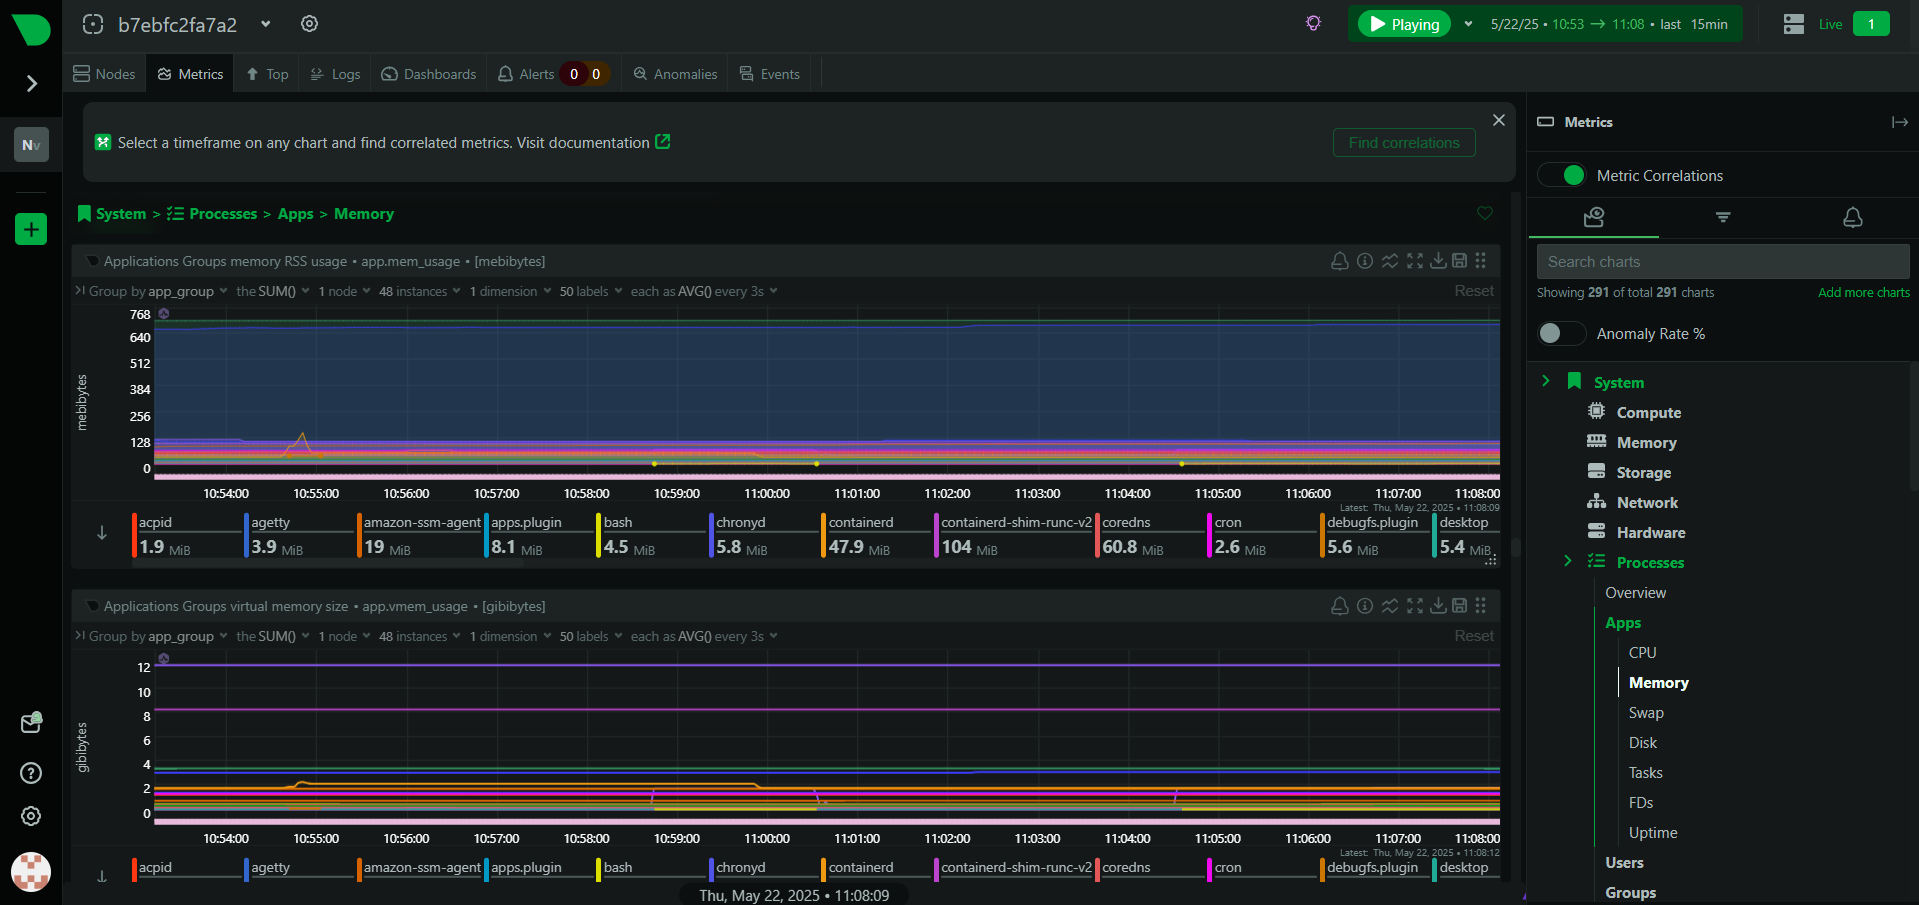 b7ebfc2fa7a2
Playing 5/22/25 • 10:53 → 11:08 • last 15min Live 1
Nodes Metrics Top Logs Dashboards Alerts 0 0 Anomalies Events
Nv
Select a timeframe on any chart and find correlated metrics. Visit documentation Find correlations
System > Processes > Apps > Memory
Applications Groups memory RSS usage • app.mem_usage • [mebibytes]
Group by app_group the SUM() 1 node 48 instances 1 dimension 50 labels each as AVG() every 3s Reset
mebibytes
768
640
512
384
256
128
0
10:54:00 10:55:00 10:56:00 10:57:00 10:58:00 10:59:00 11:00:00 11:01:00 11:02:00 11:03:00 11:04:00 11:05:00 11:06:00 11:07:00 11:08:00
Latest: Thu, May 22, 2025 • 11:08:09
acpid agetty amazon-ssm-agent apps.plugin bash chronyd containerd containerd-shim-runc-v2 coredns cron debugfs.plugin desktop
1.9 MiB 3.9 MiB 19 MiB 8.1 MiB 4.5 MiB 5.8 MiB 47.9 MiB 104 MiB 60.8 MiB 2.6 MiB 5.6 MiB 5.4 MiB
Applications Groups virtual memory size • app.vmem_usage • [gibibytes]
Group by app_group the SUM() 1 node 48 instances 1 dimension 50 labels each as AVG() every 3s Reset
gibibytes
12
10
8
6
4
2
0
10:54:00 10:55:00 10:56:00 10:57:00 10:58:00 10:59:00 11:00:00 11:01:00 11:02:00 11:03:00 11:04:00 11:05:00 11:06:00 11:07:00 11:08:00
Latest: Thu, May 22, 2025 • 11:08:12
acpid agetty amazon-ssm-agent apps.plugin bash chronyd containerd containerd-shim-runc-v2 coredns cron debugfs.plugin desktop
Thu, May 22, 2025 • 11:08:09
Metrics
Metric Correlations
Search charts
Showing 291 of total 291 charts Add more charts
Anomaly Rate %
System
Compute
Memory
Storage
Network
Hardware
Processes
Overview
Apps
CPU
Memory
Swap
Disk
Tasks
FDs
Uptime
Users
Groups